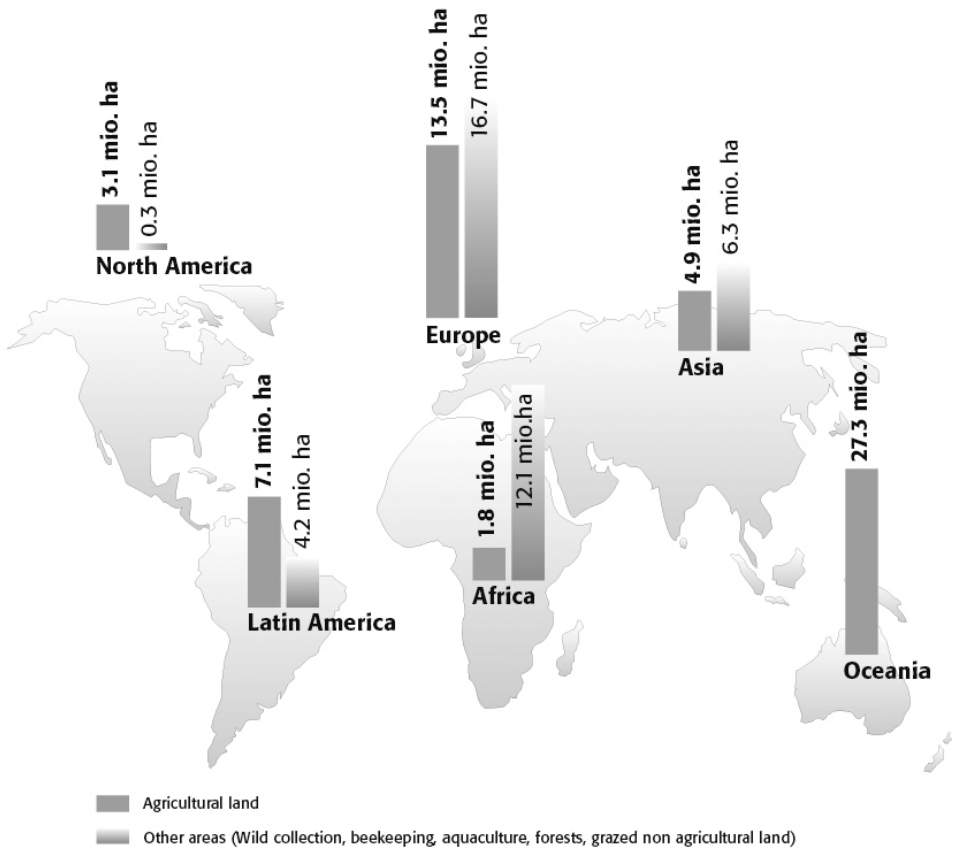 3.1 mio. ha
0.3 mio. ha
North America
13.5 mio. ha
16.7 mio. ha
Europe
4.9 mio. ha
6.3 mio. ha
Asia
7.1 mio. ha
4.2 mio. ha
Latin America
1.8 mio. ha
12.1 mio.ha
Africa
27.3 mio. ha
Oceania
Agricultural land
Other areas (Wild collection, beekeeping, aquaculture, forests, grazed non agricultural land)